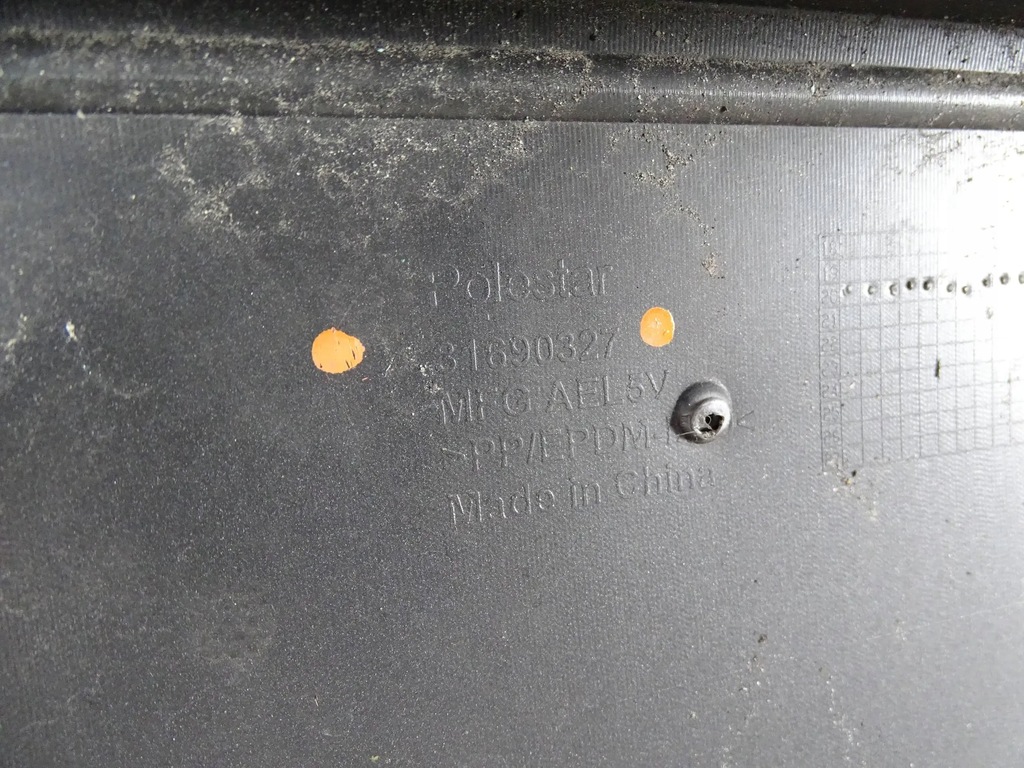 Polestar
31690327
MFG AEL5V
>PP/EPDM-
Made in China